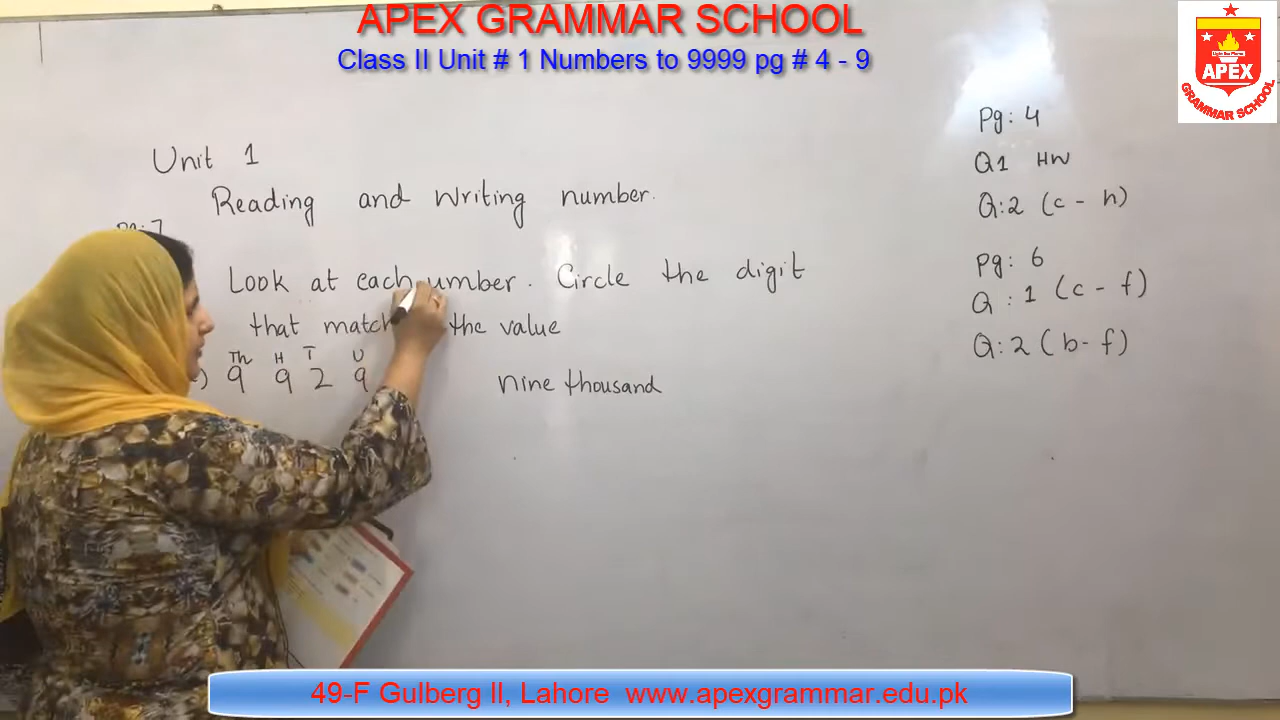 APEX GRAMMAR SCHOOL
Class II Unit # 1 Numbers to 9999 pg # 4 - 9
APEX
GRAMMAR SCHOOL
Unit 1
Reading and Writing number.
Pg: 7
Look at each umber. Circle the digit
that match the value
Th H T U
) 9 9 2 9 nine thousand
Pg: 4
Q1 HW
Q:2 (c - h)
Pg: 6
Q : 1 (c - f)
Q:2 (b - f)
49-F Gulberg II, Lahore www.apexgrammar.edu.pk